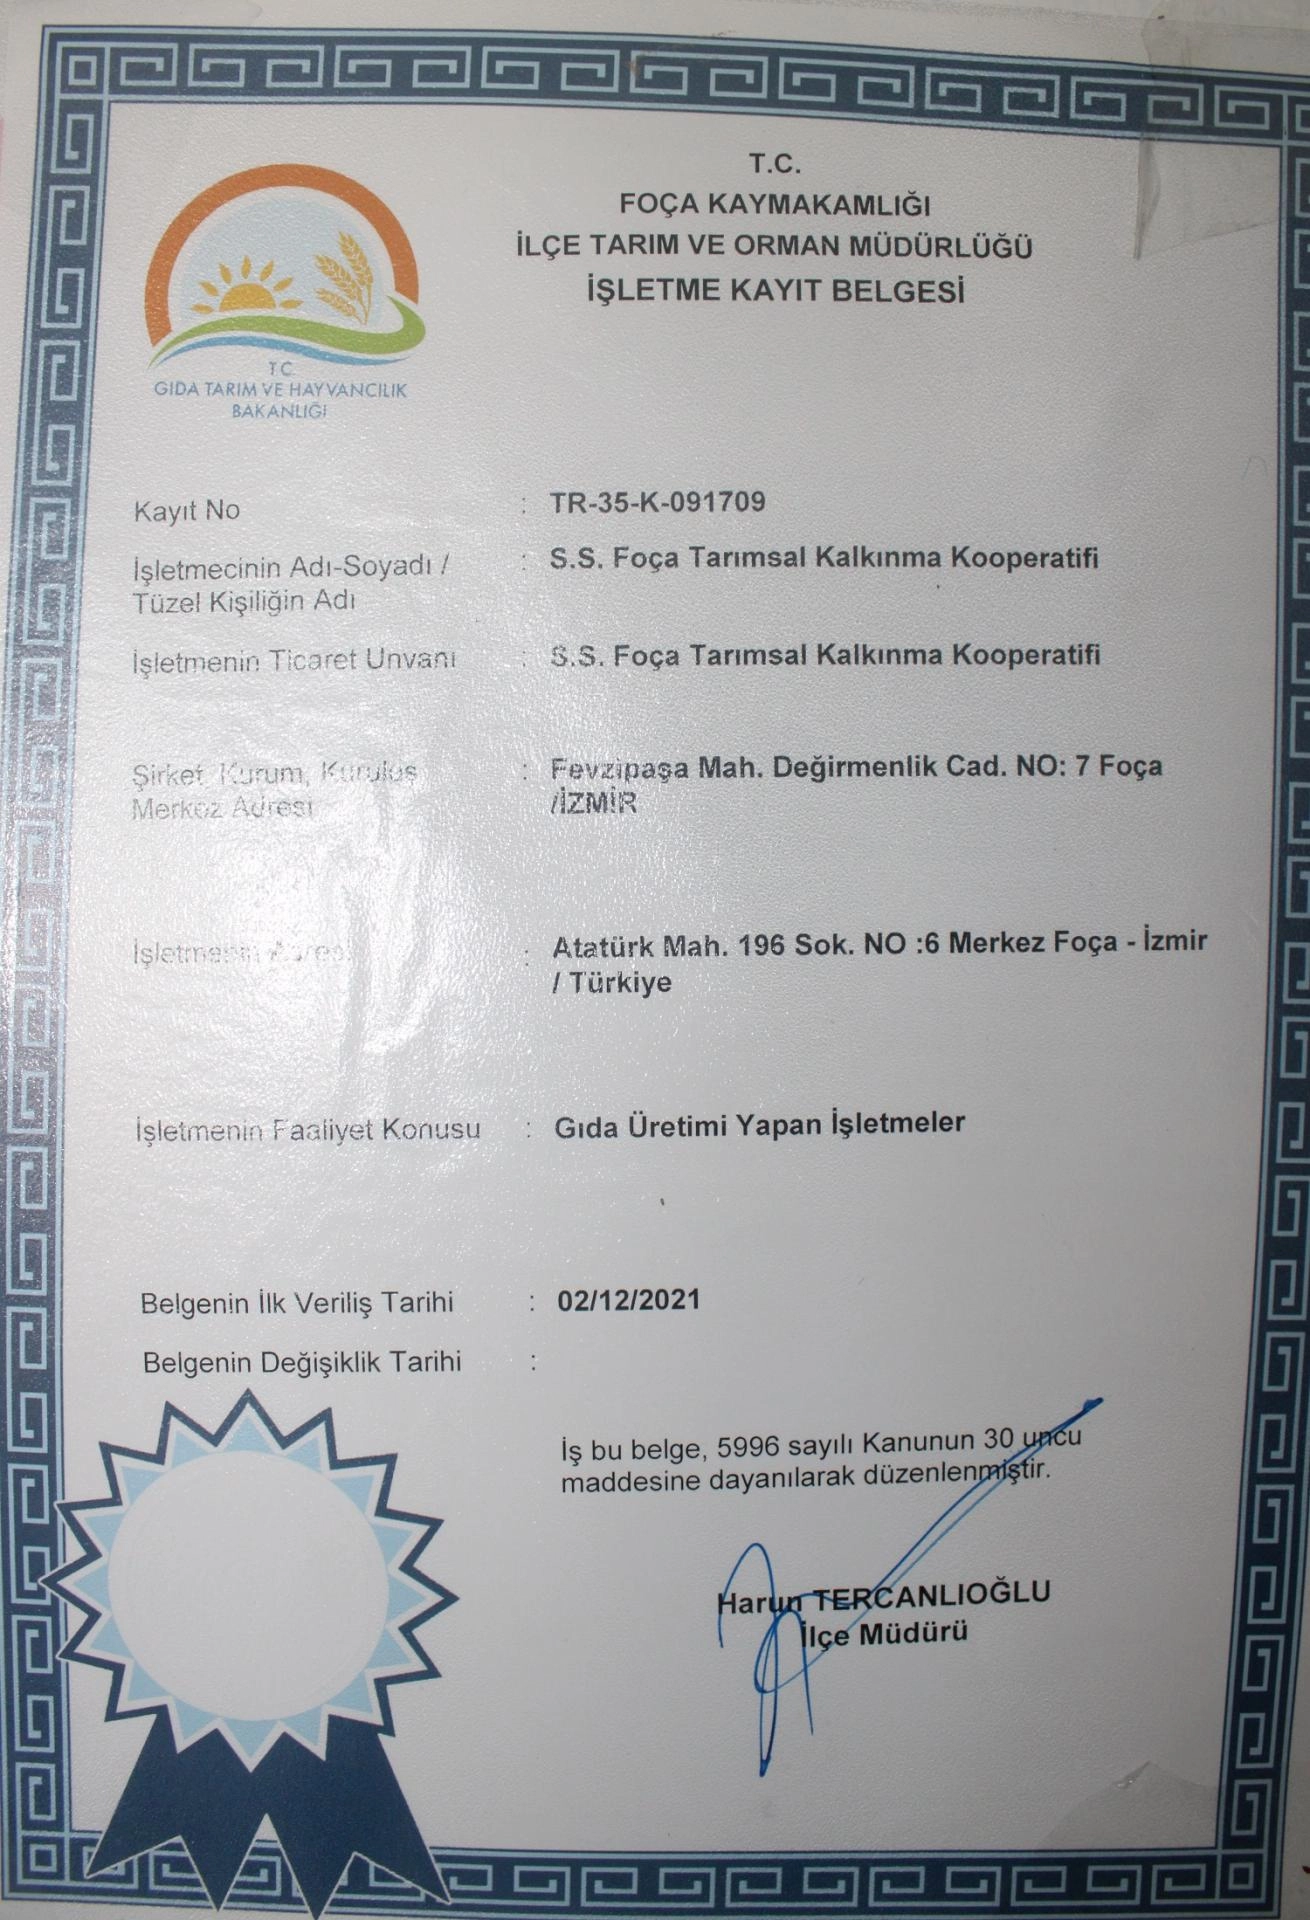 T.C.
FOÇA KAYMAKAMLIĞI
İLÇE TARIM VE ORMAN MÜDÜRLÜĞÜ
İŞLETME KAYIT BELGESİ
T.C.
GIDA TARIM VE HAYVANCILIK
BAKANLIĞI
Kayıt No : TR-35-K-091709
İşletmecinin Adı-Soyadı / : S.S. Foça Tarımsal Kalkınma Kooperatifi
Tüzel Kişiliğin Adı
İşletmenin Ticaret Unvanı : S.S. Foça Tarımsal Kalkınma Kooperatifi
Şirket, Kurum, Kuruluş : Fevzipaşa Mah. Değirmenlik Cad. NO: 7 Foça
Merkez Adresi /İZMİR
İşletmenin Adresi : Atatürk Mah. 196 Sok. NO :6 Merkez Foça - İzmir
/ Türkiye
İşletmenin Faaliyet Konusu : Gıda Üretimi Yapan İşletmeler
Belgenin İlk Veriliş Tarihi : 02/12/2021
Belgenin Değişiklik Tarihi :
İş bu belge, 5996 sayılı Kanunun 30 uncu
maddesine dayanılarak düzenlenmiştir.
Harun TERCANLIOĞLU
İlçe Müdürü